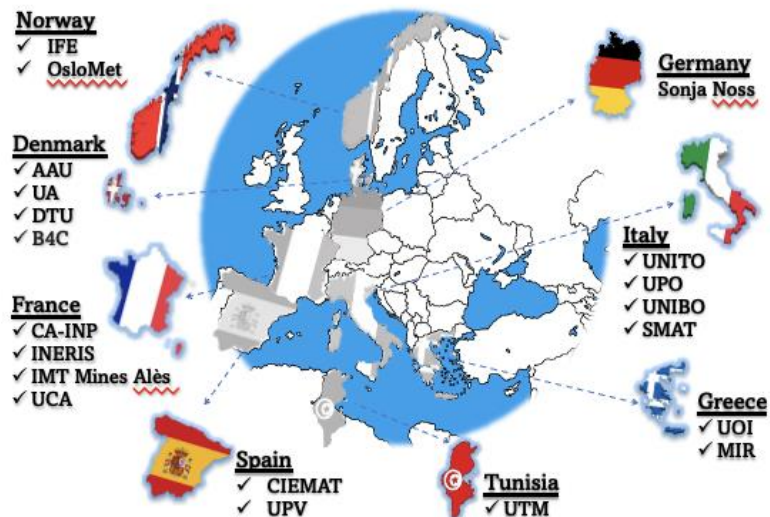 Norway
✓ IFE
✓ OsloMet
Denmark
✓ AAU
✓ UA
✓ DTU
✓ B4C
France
✓ CA-INP
✓ INERIS
✓ IMT Mines Alès
✓ UCA
Spain
✓ CIEMAT
✓ UPV
Tunisia
✓ UTM
Germany
Sonja Noss
Italy
✓ UNITO
✓ UPO
✓ UNIBO
✓ SMAT
Greece
✓ UOI
✓ MIR